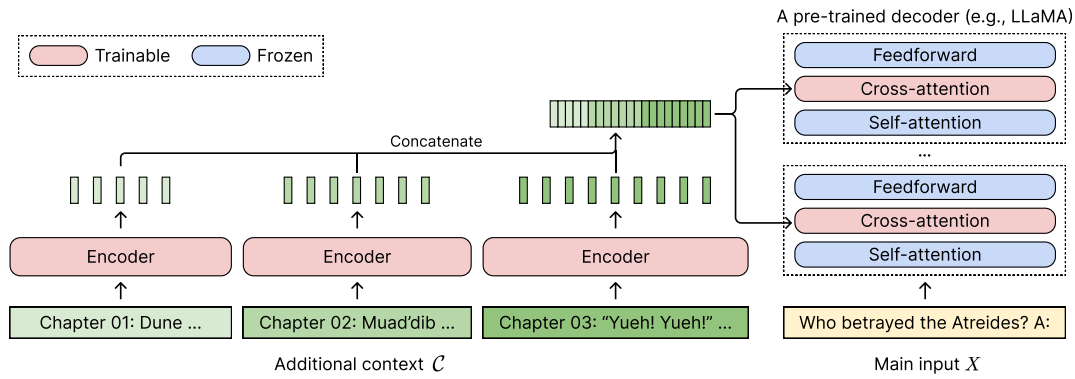 A pre-trained decoder (e.g., LLaMA)
Trainable
Frozen
Feedforward
Cross-attention
Self-attention
...
Feedforward
Cross-attention
Self-attention
Concatenate
Encoder
Encoder
Encoder
Chapter 01: Dune ...
Chapter 02: Muad’dib ...
Chapter 03: “Yueh! Yueh!” ...
Who betrayed the Atreides? A:
Additional context 𝒞
Main input X